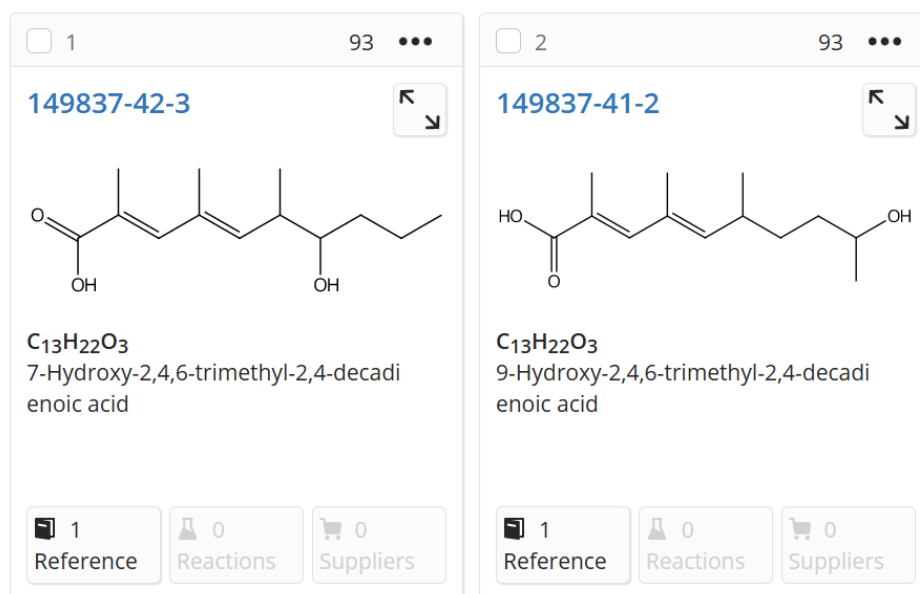 1
93
149837-42-3
O
OH
OH
C13H22O3
7-Hydroxy-2,4,6-trimethyl-2,4-decadi
enoic acid
1
Reference
0
Reactions
0
Suppliers
2
93
149837-41-2
HO
O
OH
C13H22O3
9-Hydroxy-2,4,6-trimethyl-2,4-decadi
enoic acid
1
Reference
0
Reactions
0
Suppliers